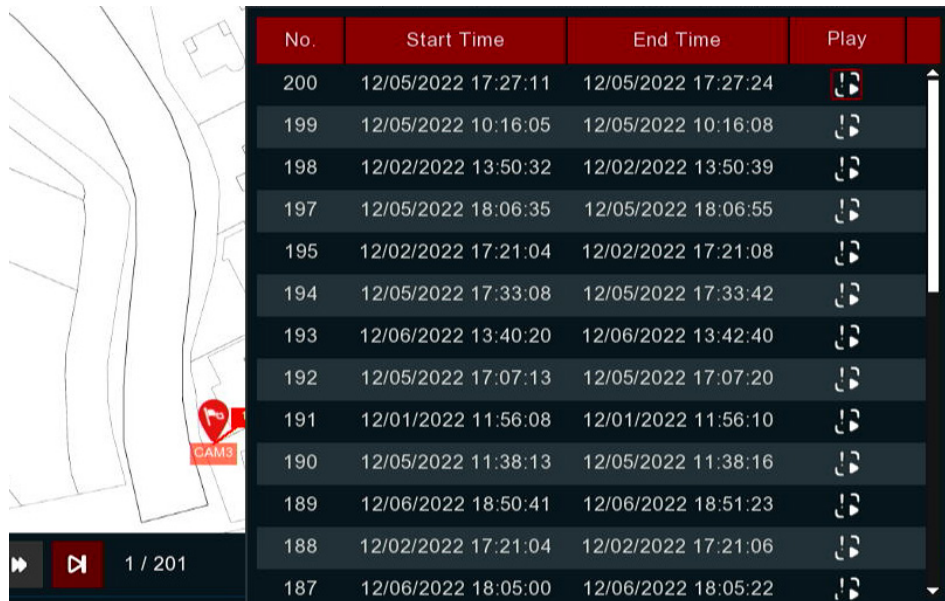 No. Start Time End Time Play
200 12/05/2022 17:27:11 12/05/2022 17:27:24
199 12/05/2022 10:16:05 12/05/2022 10:16:08
198 12/02/2022 13:50:32 12/02/2022 13:50:39
197 12/05/2022 18:06:35 12/05/2022 18:06:55
195 12/02/2022 17:21:04 12/02/2022 17:21:08
194 12/05/2022 17:33:08 12/05/2022 17:33:42
193 12/06/2022 13:40:20 12/06/2022 13:42:40
192 12/05/2022 17:07:13 12/05/2022 17:07:20
191 12/01/2022 11:56:08 12/01/2022 11:56:10
CAM3
190 12/05/2022 11:38:13 12/05/2022 11:38:16
189 12/06/2022 18:50:41 12/06/2022 18:51:23
188 12/02/2022 17:21:04 12/02/2022 17:21:06
1 / 201
187 12/06/2022 18:05:00 12/06/2022 18:05:22